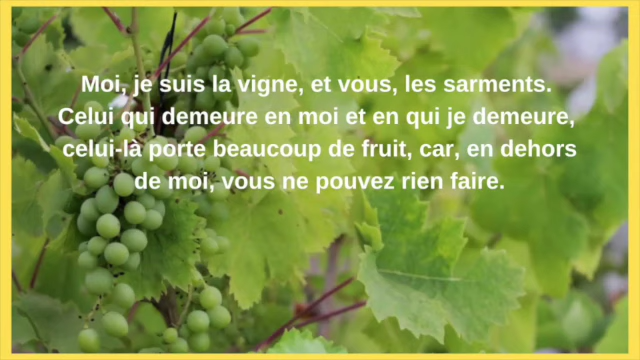 Moi, je suis la vigne, et vous, les sarments.
Celui qui demeure en moi et en qui je demeure,
celui-là porte beaucoup de fruit, car, en dehors
de moi, vous ne pouvez rien faire.